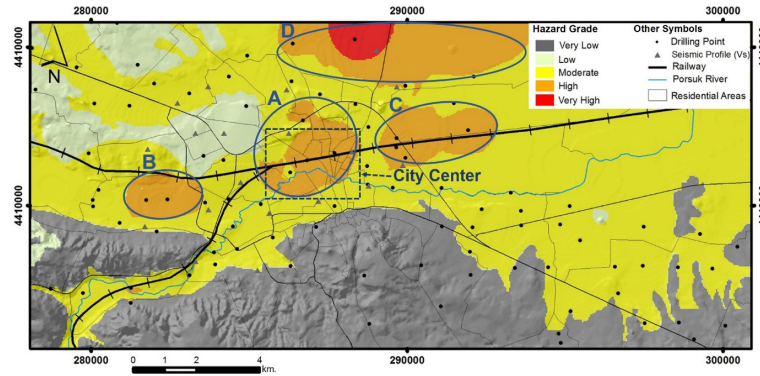 280000
290000
300000
4410000
D
Hazard Grade
Very Low
Low
Moderate
High
Very High
Other Symbols
Drilling Point
Seismic Profile (Vs)
Railway
Porsuk River
Residential Areas
N
A
C
B
City Center
4410000
280000
290000
300000
0 1 2 4
km.